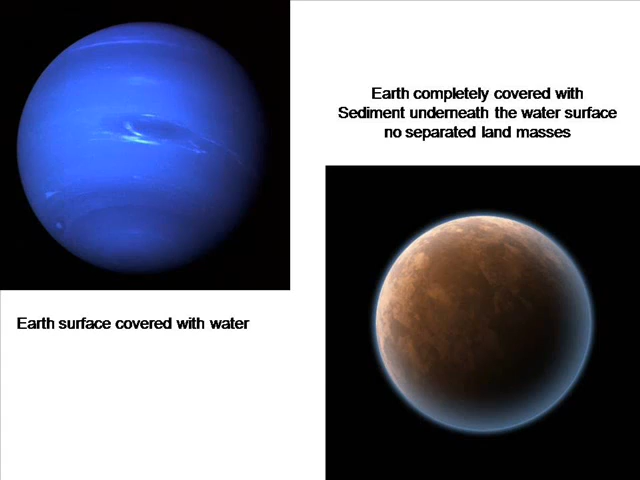 Earth completely covered with
Sediment underneath the water surface
no separated land masses
Earth surface covered with water